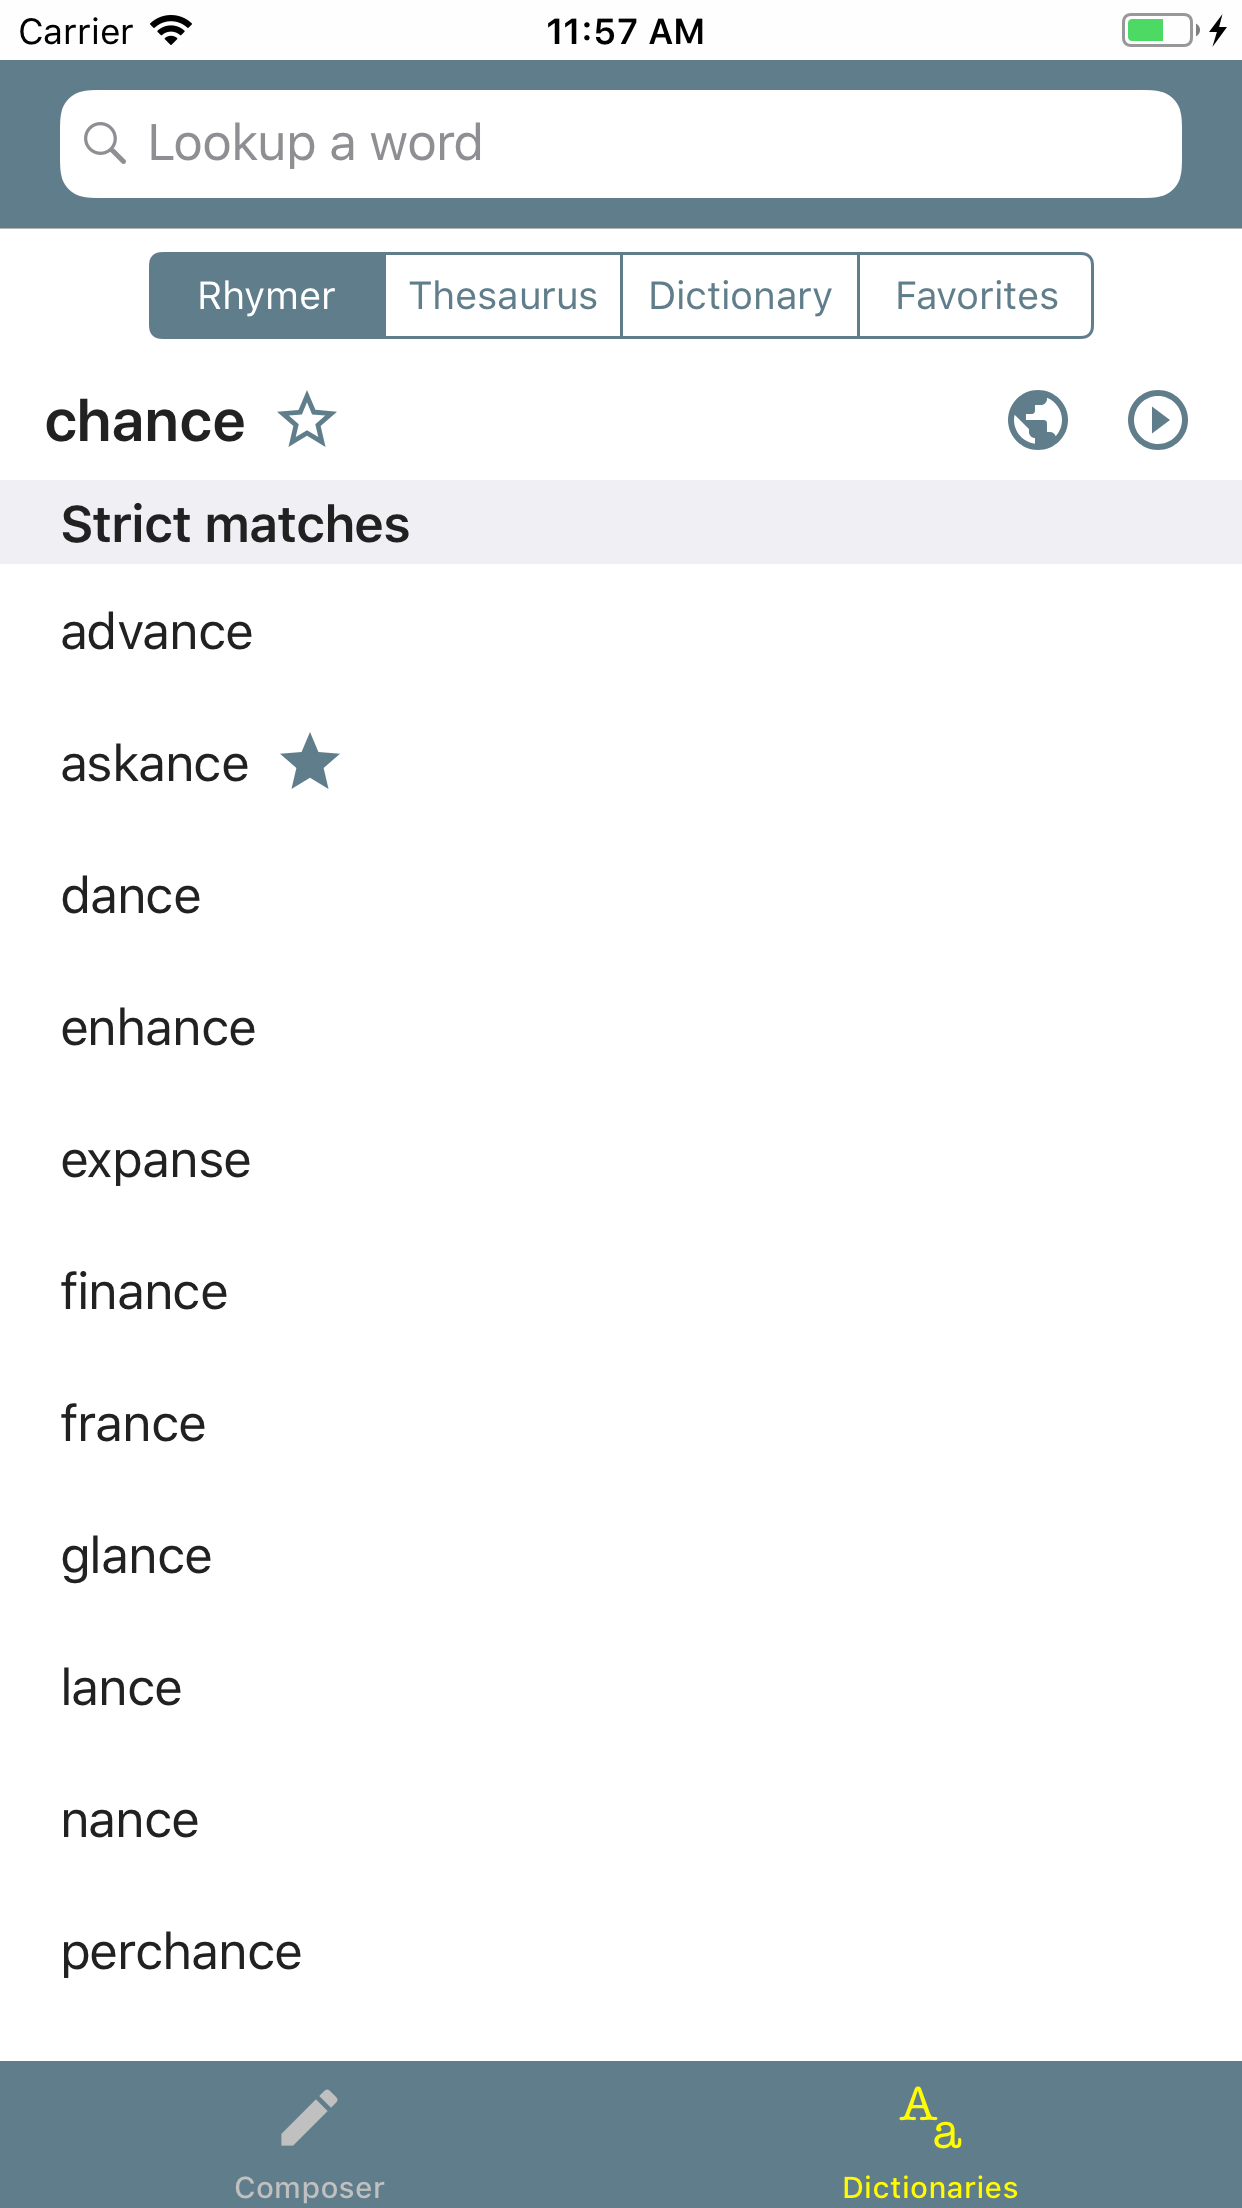 Carrier 11:57 AM
Lookup a word
Rhymer Thesaurus Dictionary Favorites
chance
Strict matches
advance
askance
dance
enhance
expanse
finance
france
glance
lance
nance
perchance
Composer Dictionaries